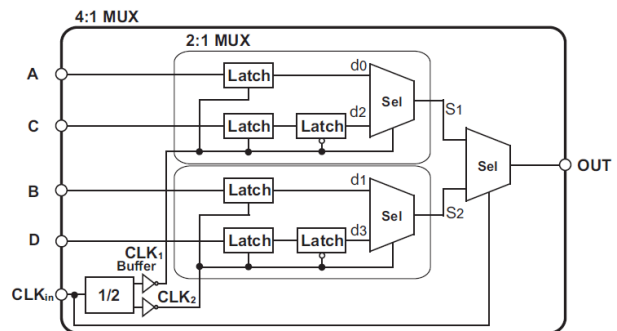 4:1 MUX
2:1 MUX
A
Latch
d0
Sel
S1
C
Latch
Latch
d2
Sel
OUT
B
Latch
d1
Sel
S2
D
Latch
Latch
d3
CLK₁
Buffer
CLKin
1/2
CLK₂